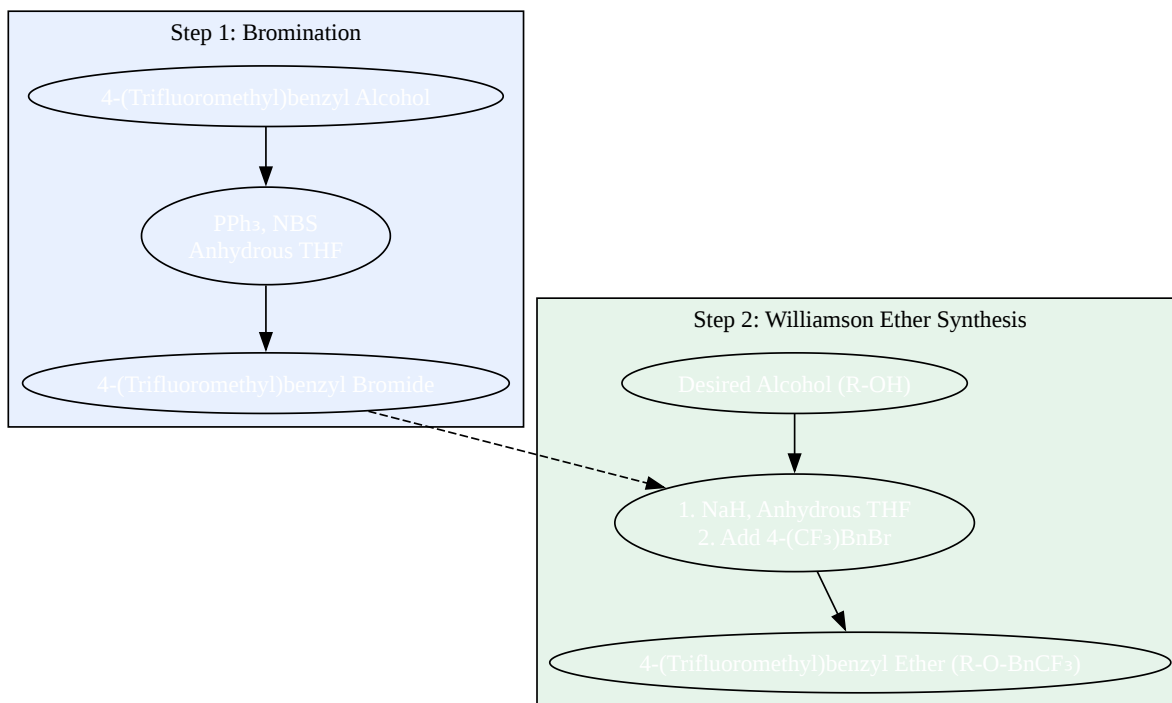 Step 1: Bromination
4-(Trifluoromethyl)benzyl Alcohol
PPh₃, NBS
Anhydrous THF
4-(Trifluoromethyl)benzyl Bromide
Step 2: Williamson Ether Synthesis
Desired Alcohol (R-OH)
1. NaH, Anhydrous THF
2. Add 4-(CF₃)BnBr
4-(Trifluoromethyl)benzyl Ether (R-O-BnCF₃)